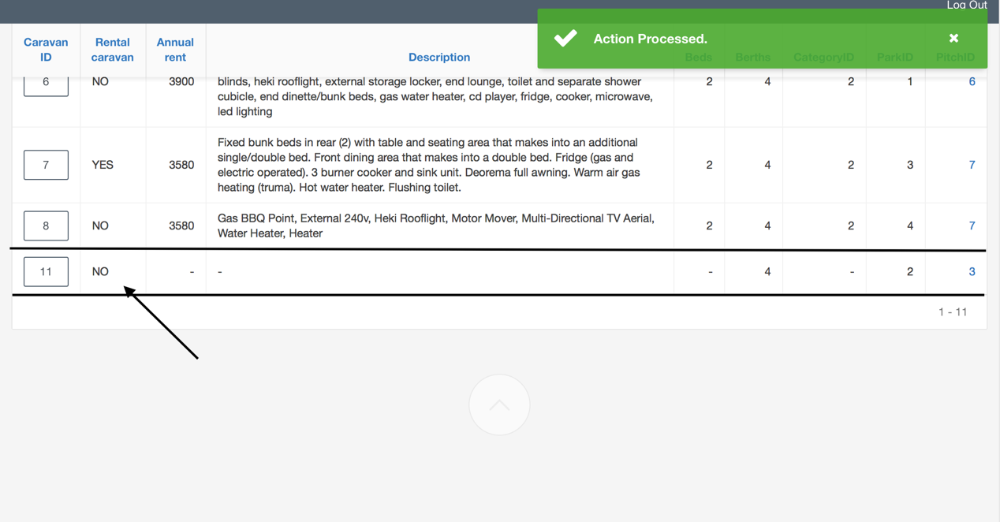 Log Out
Action Processed.
Caravan ID Rental caravan Annual rent Description Beds Berths CategoryID ParkID PitchID
6 NO 3900 blinds, heki rooflight, external storage locker, end lounge, toilet and separate shower 2 4 2 1 6
cubicle, end dinette/bunk beds, gas water heater, cd player, fridge, cooker, microwave,
led lighting
Fixed bunk beds in rear (2) with table and seating area that makes into an additional
single/double bed. Front dining area that makes into a double bed. Fridge (gas and
7 YES 3580 electric operated). 3 burner cooker and sink unit. Deorema full awning. Warm air gas 2 4 2 3 7
heating (truma). Hot water heater. Flushing toilet.
8 NO 3580 Gas BBQ Point, External 240v, Heki Rooflight, Motor Mover, Multi-Directional TV Aerial, 2 4 2 4 7
Water Heater, Heater
11 NO - - - 4 - 2 3
1 - 11